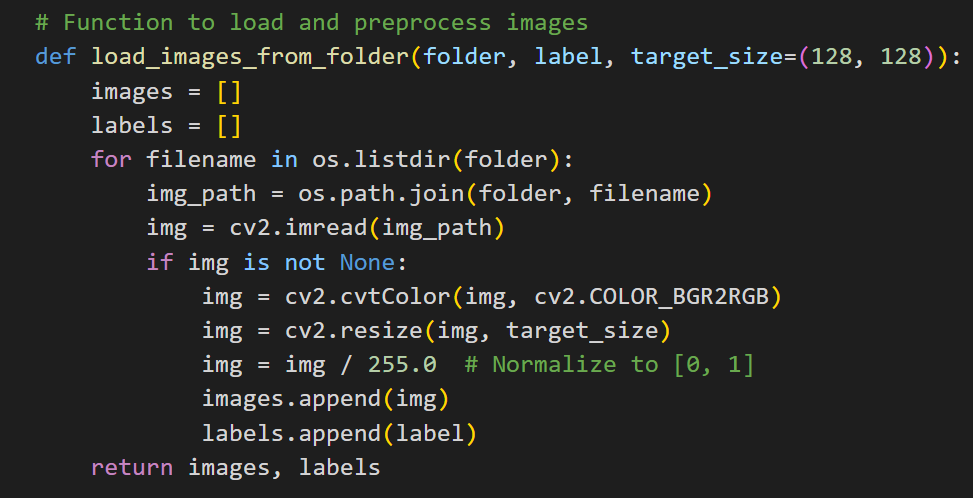 # Function to load and preprocess images
def load_images_from_folder(folder, label, target_size=(128, 128)):
    images = []
    labels = []
    for filename in os.listdir(folder):
        img_path = os.path.join(folder, filename)
        img = cv2.imread(img_path)
        if img is not None:
            img = cv2.cvtColor(img, cv2.COLOR_BGR2RGB)
            img = cv2.resize(img, target_size)
            img = img / 255.0  # Normalize to [0, 1]
            images.append(img)
            labels.append(label)
    return images, labels